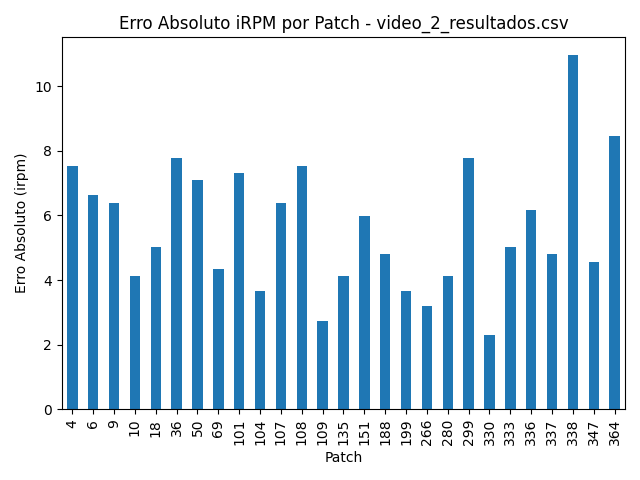 Erro Absoluto iRPM por Patch - video_2_resultados.csv
Erro Absoluto (irpm)
10
8
6
4
2
0
4 6 9 10 18 36 50 69 101 104 107 108 109 135 151 188 199 266 280 299 330 333 336 337 338 347 364
Patch